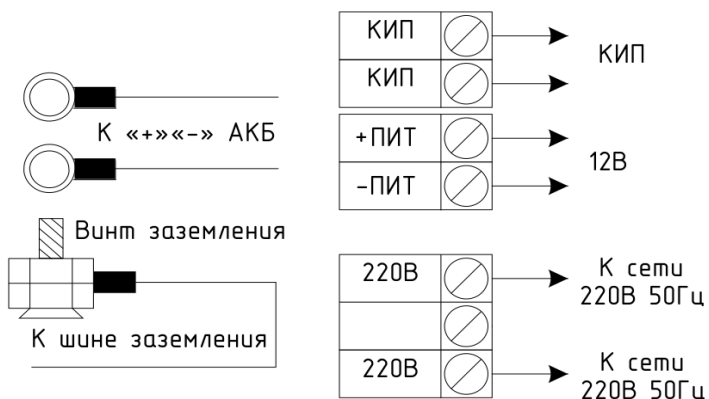 К «+»«-» АКБ
Винт заземления
К шине заземления
КИП
КИП
КИП
+ПИТ
-ПИТ
12В
220В
К сети
220В 50Гц
220В
К сети
220В 50Гц